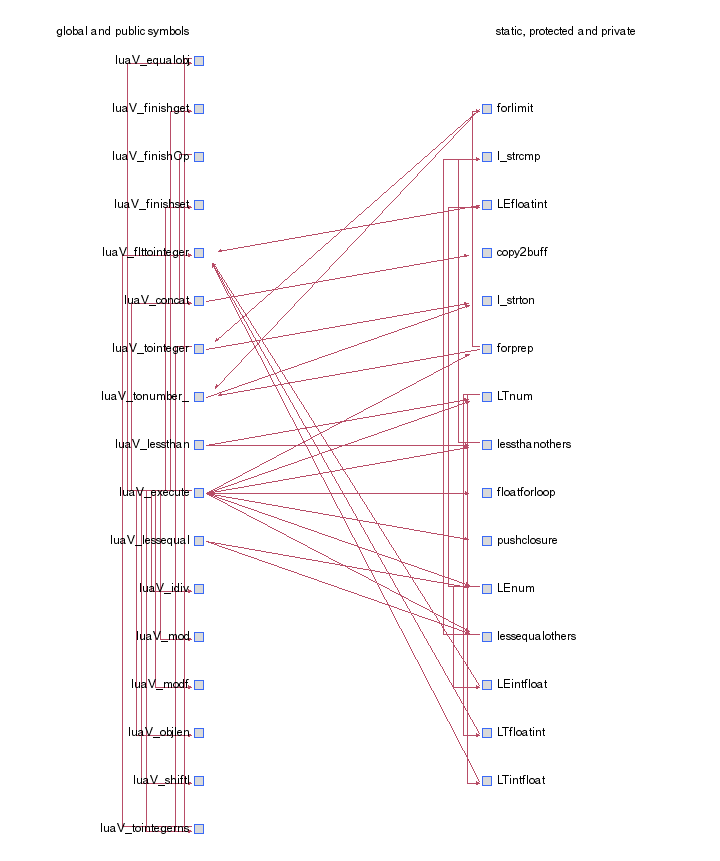 global and public symbols
static, protected and private
luaV_equalobj
luaV_finishget
forlimit
luaV_finishOp
l_strcmp
luaV_finishset
LEfloatint
luaV_flttointeger
copy2buff
luaV_concat
l_strton
luaV_tointeger
forprep
luaV_tonumber_
LTnum
luaV_lessthan
lessthanothers
luaV_execute
floatforloop
luaV_lessequal
pushclosure
luaV_idiv
LEnum
luaV_mod
lessequalothers
luaV_modf
LEintfloat
luaV_objlen
LTfloatint
luaV_shiftl
LTintfloat
luaV_tointegerns